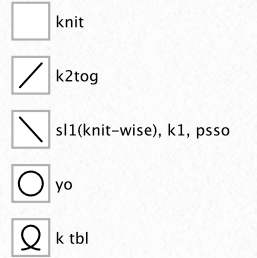 knit
k2tog
sl1(knit-wise), k1, psso
yo
k tbl